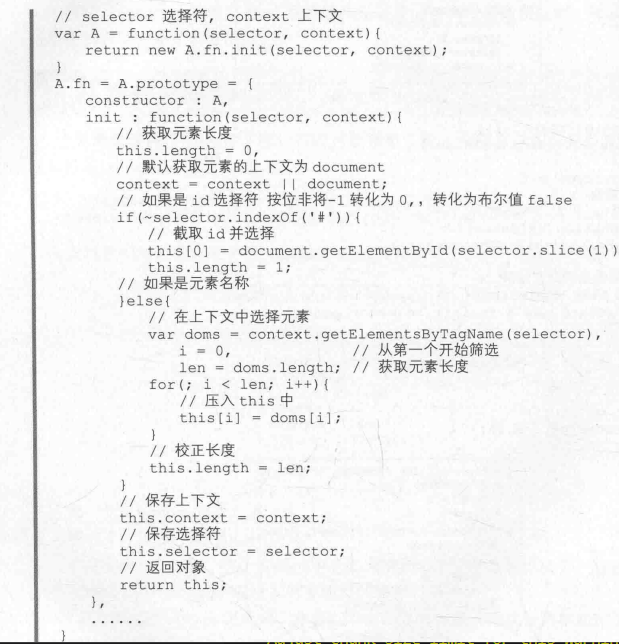 // selector 选择符, context 上下文
var A = function(selector, context){
return new A.fn.init(selector, context);
}
A.fn = A.prototype = {
constructor : A,
init : function(selector, context){
// 获取元素长度
this.length = 0,
// 默认获取元素的上下文为 document
context = context || document;
// 如果是 id 选择符 按位非将-1 转化为 0,, 转化为布尔值 false
if(~selector.indexOf('#')){
// 截取 id 并选择
this[0] = document.getElementById(selector.slice(1))
this.length = 1;
// 如果是元素名称
}else{
// 在上下文中选择元素
var doms = context.getElementsByTagName(selector),
i = 0, // 从第一个开始筛选
len = doms.length; // 获取元素长度
for(; i < len; i++){
// 压入 this 中
this[i] = doms[i];
}
// 校正长度
this.length = len;
}
// 保存上下文
this.context = context;
// 保存选择符
this.selector = selector;
// 返回对象
return this;
},
......
}